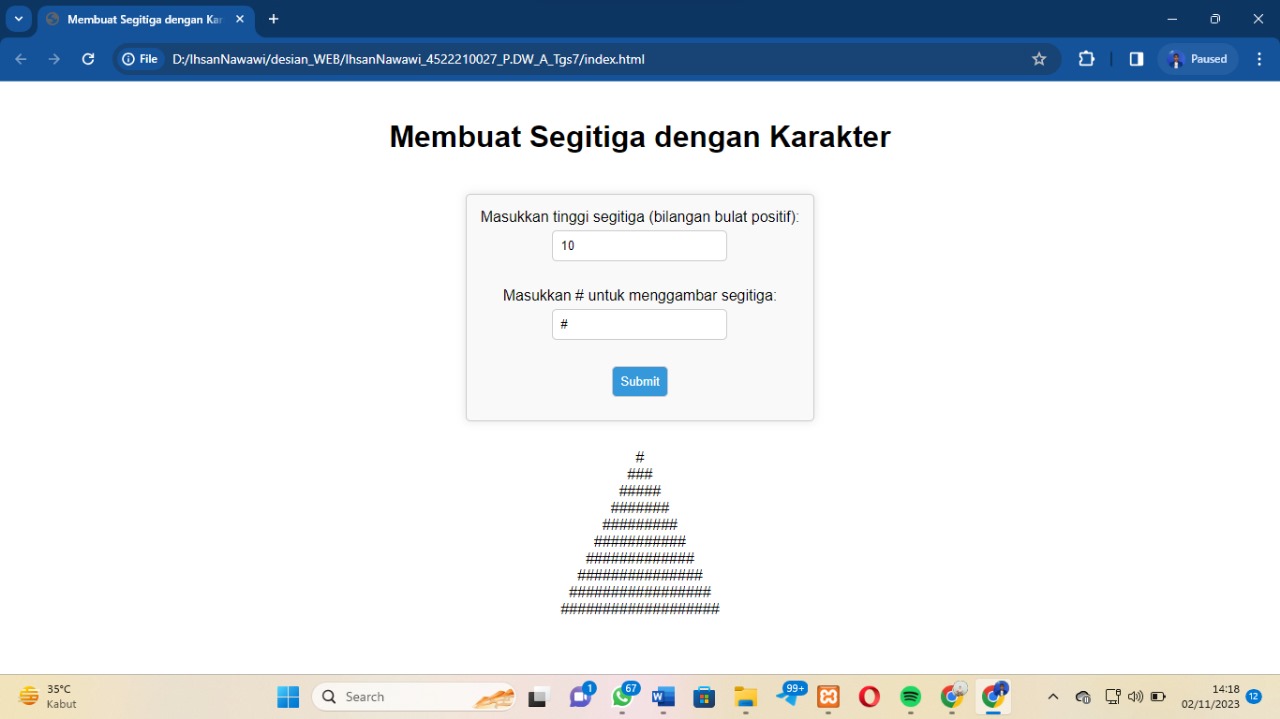 Membuat Segitiga dengan Kar
File
D:/IhsanNawawi/desian_WEB/IhsanNawawi_4522210027_P.DW_A_Tgs7/index.html
Paused
Membuat Segitiga dengan Karakter
Masukkan tinggi segitiga (bilangan bulat positif):
10
Masukkan # untuk menggambar segitiga:
#
Submit
#
###
#####
#######
#########
###########
#############
###############
#################
###################
35°C
Kabut
Search
1
67
99+
14:18
02/11/2023
12